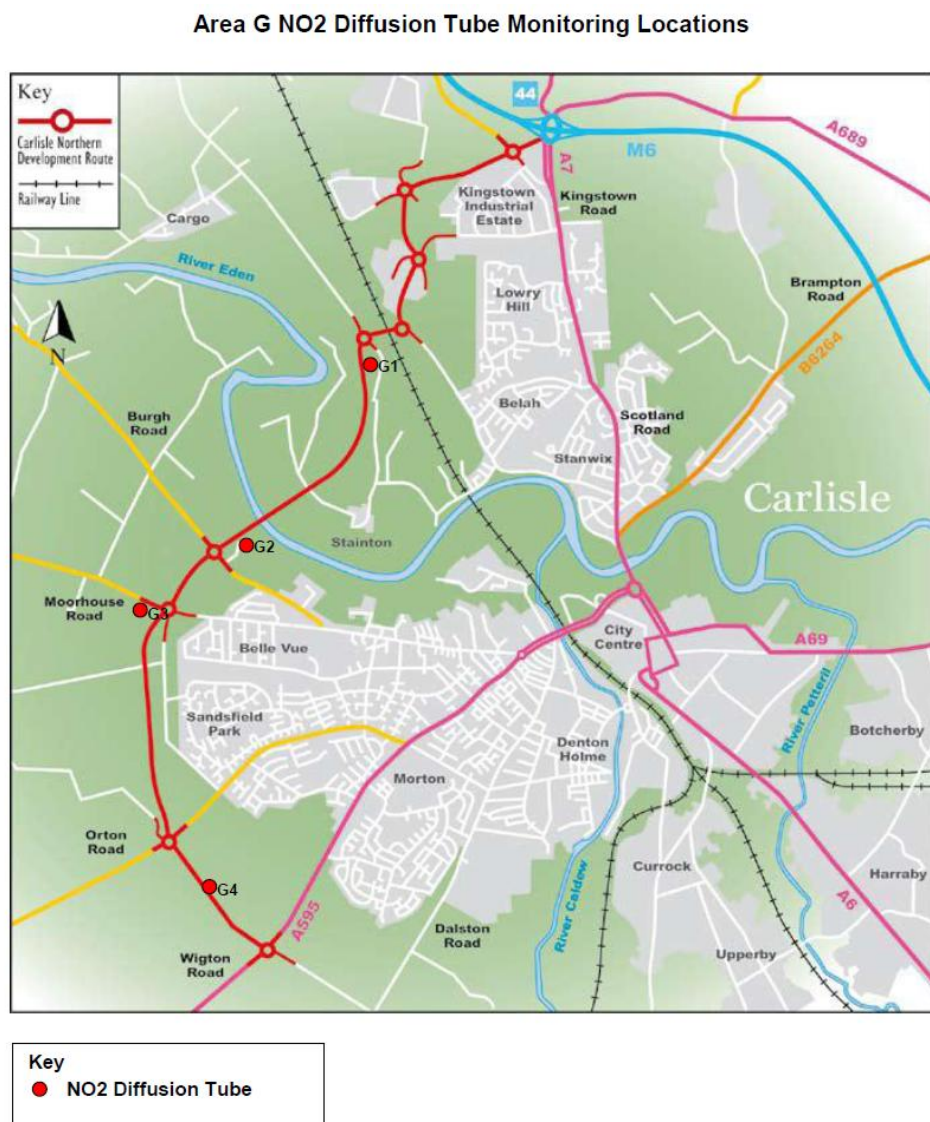 Area G NO2 Diffusion Tube Monitoring Locations
Key
Carlisle Northern
Development Route
Railway Line
44
A689
M6
A7
Kingstown
Industrial
Estate
Kingstown
Road
Cargo
River Eden
Lowry
Hill
Brampton
Road
B6264
N
G1
Burgh
Road
Belah
Scotland
Road
Stanwix
Carlisle
Stainton
G2
Moorhouse
Road
G3
Belle Vue
City
Centre
A69
River Petteril
Sandsfield
Park
Denton
Holme
Botcherby
Morton
Orton
Road
Currock
Harraby
G4
A6
A595
Dalston
Road
River Caldew
Wigton
Road
Upperby
Key
NO2 Diffusion Tube